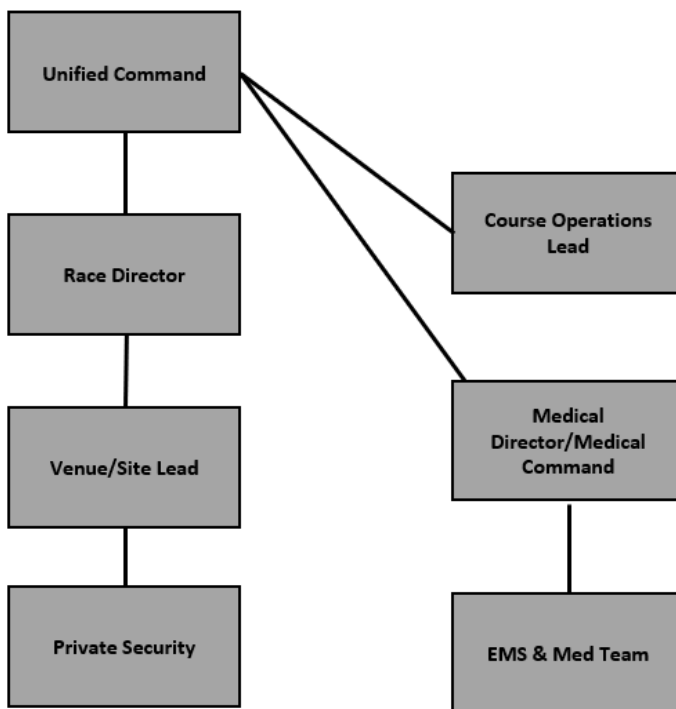 Unified Command
Race Director
Venue/Site Lead
Private Security
Course Operations
Lead
Medical
Director/Medical
Command
EMS & Med Team